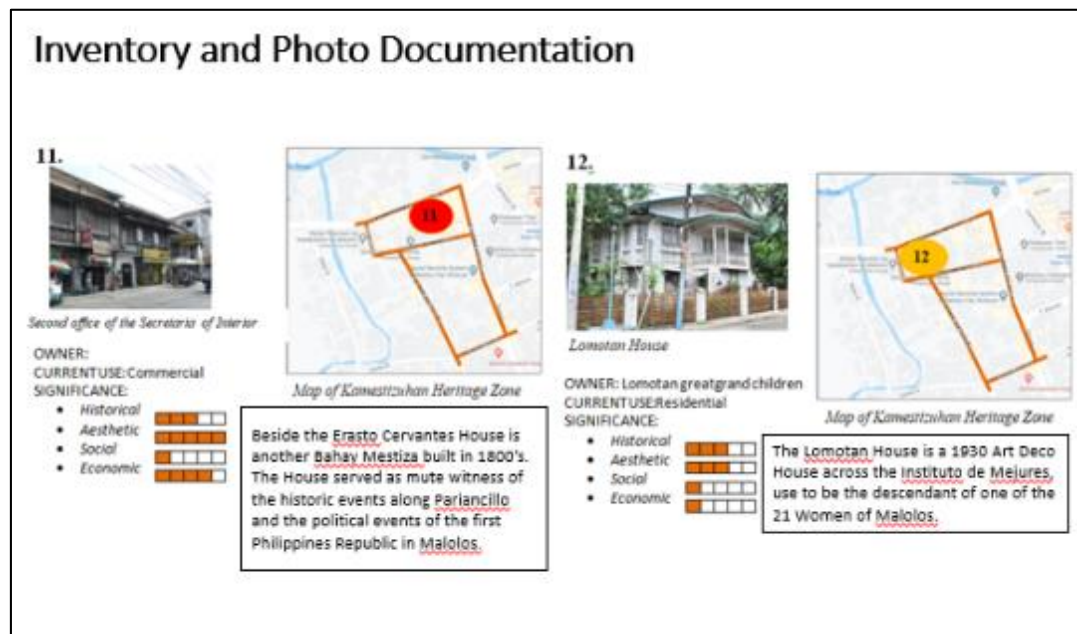 Inventory and Photo Documentation
11.
11
Second office of the Secretaria of Interior
Map of Kamestizuhan Heritage Zone
OWNER:
CURRENT USE:Commercial
SIGNIFICANCE:
Historical
Aesthetic
Social
Economic
Beside the Erasto Cervantes House is
another Bahay Mestiza built in 1800's.
The House served as mute witness of
the historic events along Pariancillo
and the political events of the first
Philippines Republic in Malolos.
12.
12
Lomotan House
Map of Kamestizuhan Heritage Zone
OWNER: Lomotan greatgrand children
CURRENT USE:Residential
SIGNIFICANCE:
Historical
Aesthetic
Social
Economic
The Lomotan House is a 1930 Art Deco
House across the Instituto de Mejures,
use to be the descendant of one of the
21 Women of Malolos.